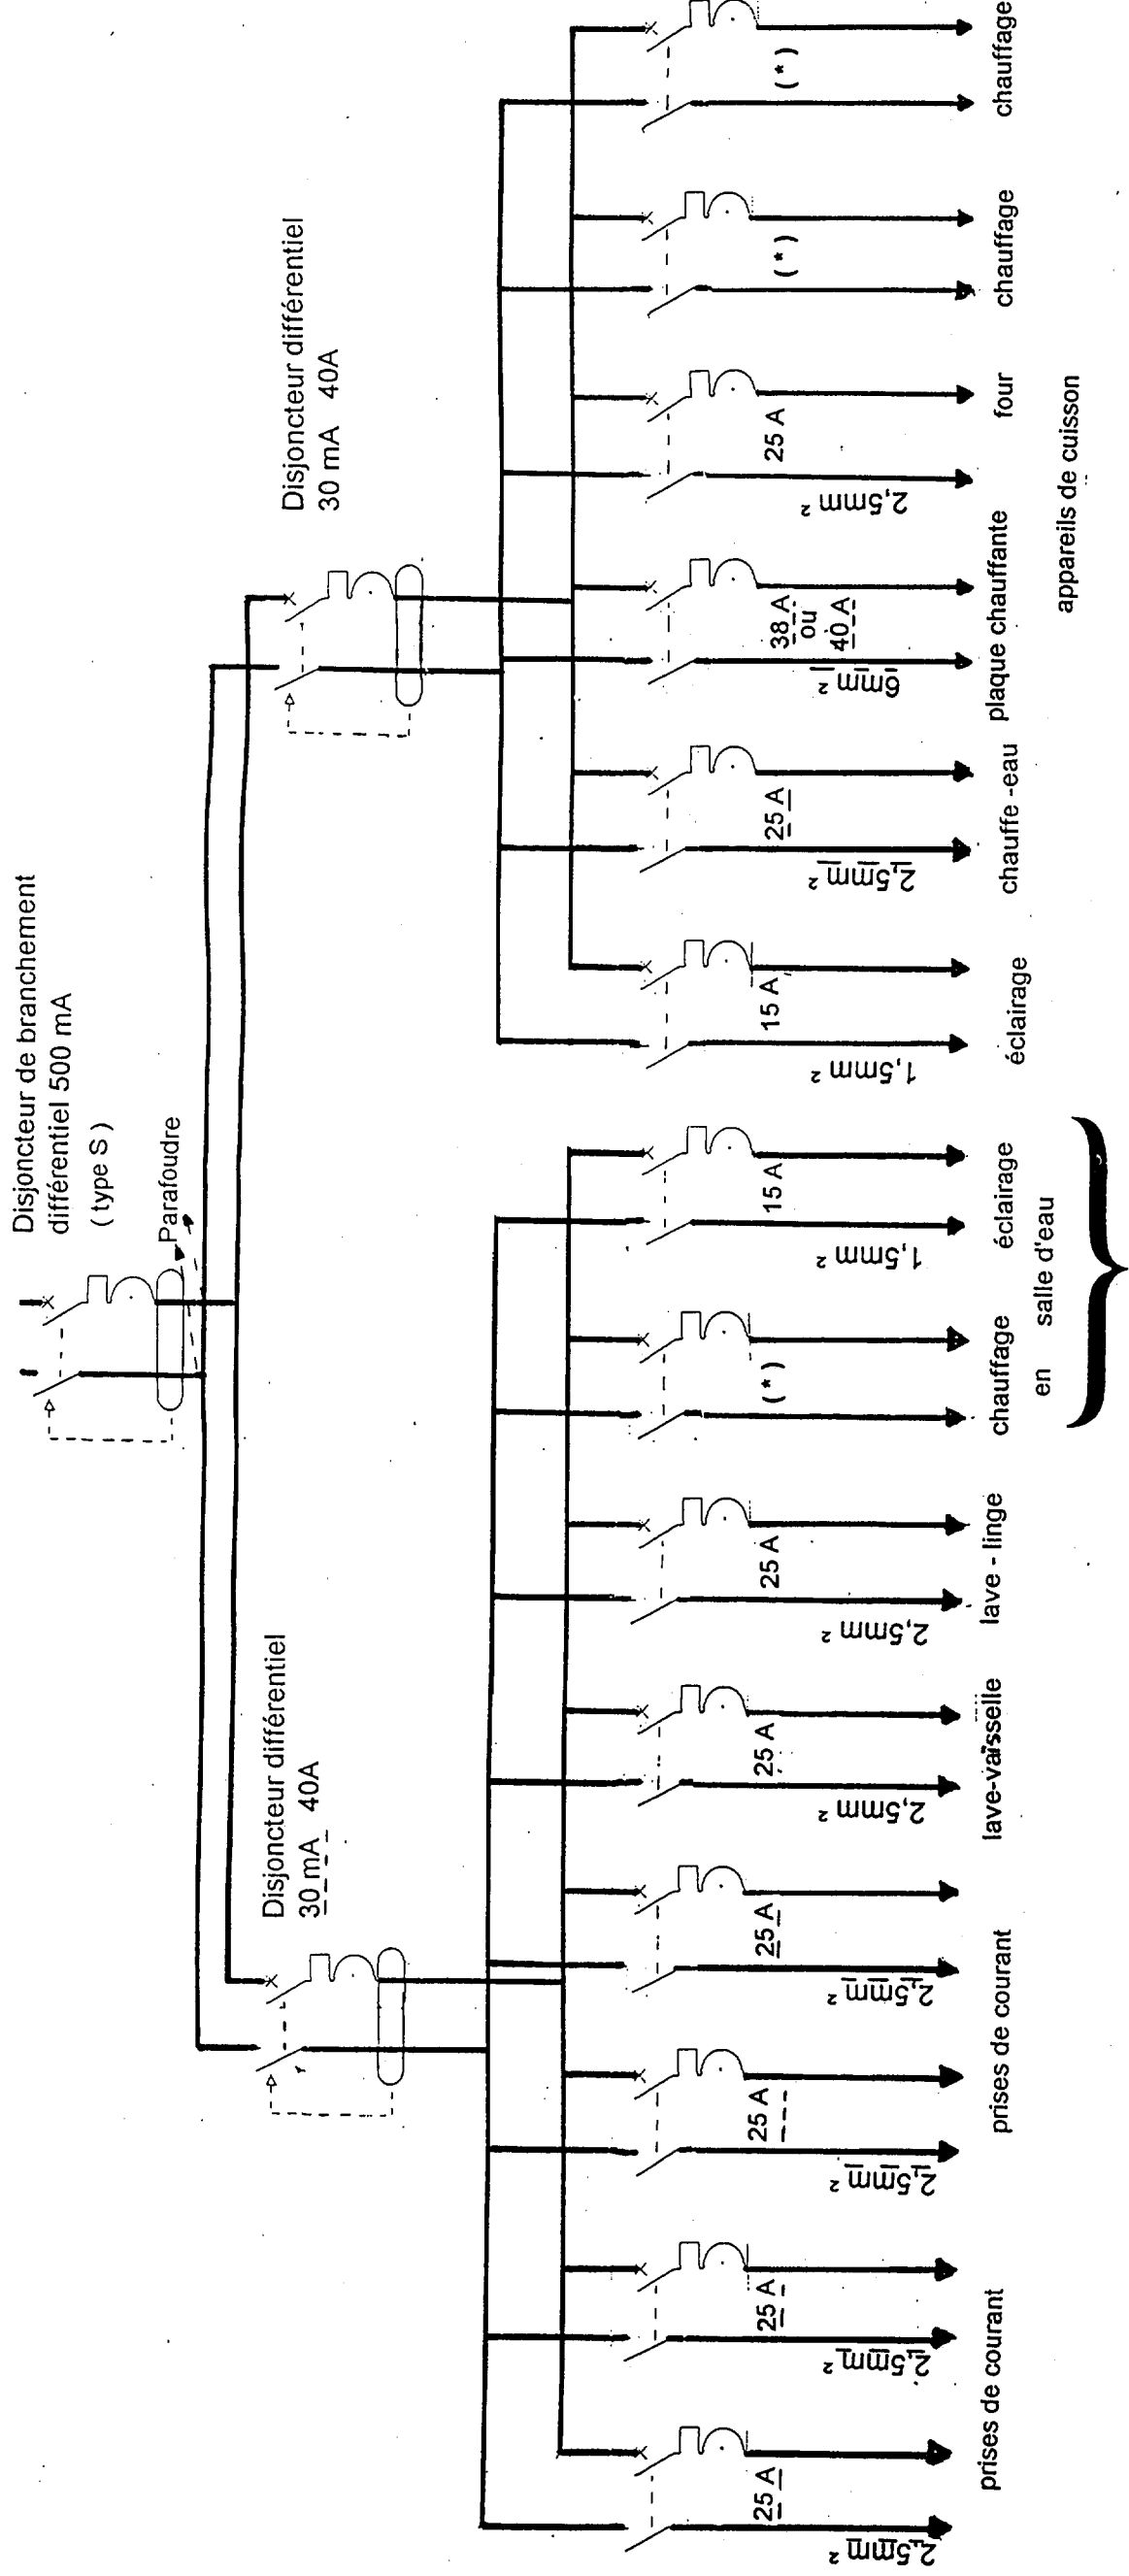 Disjoncteur de branchement
différentiel 500 mA
(type S)
Parafoudre
Disjoncteur différentiel
30 mA 40A
Disjoncteur différentiel
30 mA 40A
25 A
2,5mm²
25 A
2,5mm²
prises de courant
25 A
2,5mm²
25 A
2,5mm²
prises de courant
25 A
2,5mm²
lave-vaisselle
25 A
2,5mm²
lave - linge
(*)
chauffage
15 A
1,5mm²
éclairage
en salle d'eau
15 A
1,5mm²
éclairage
25 A
2,5mm²
chauffe -eau
38 A
ou
40 A
6mm²
plaque chauffante
25 A
2,5mm²
four
appareils de cuisson
(*)
chauffage
(*)
chauffage